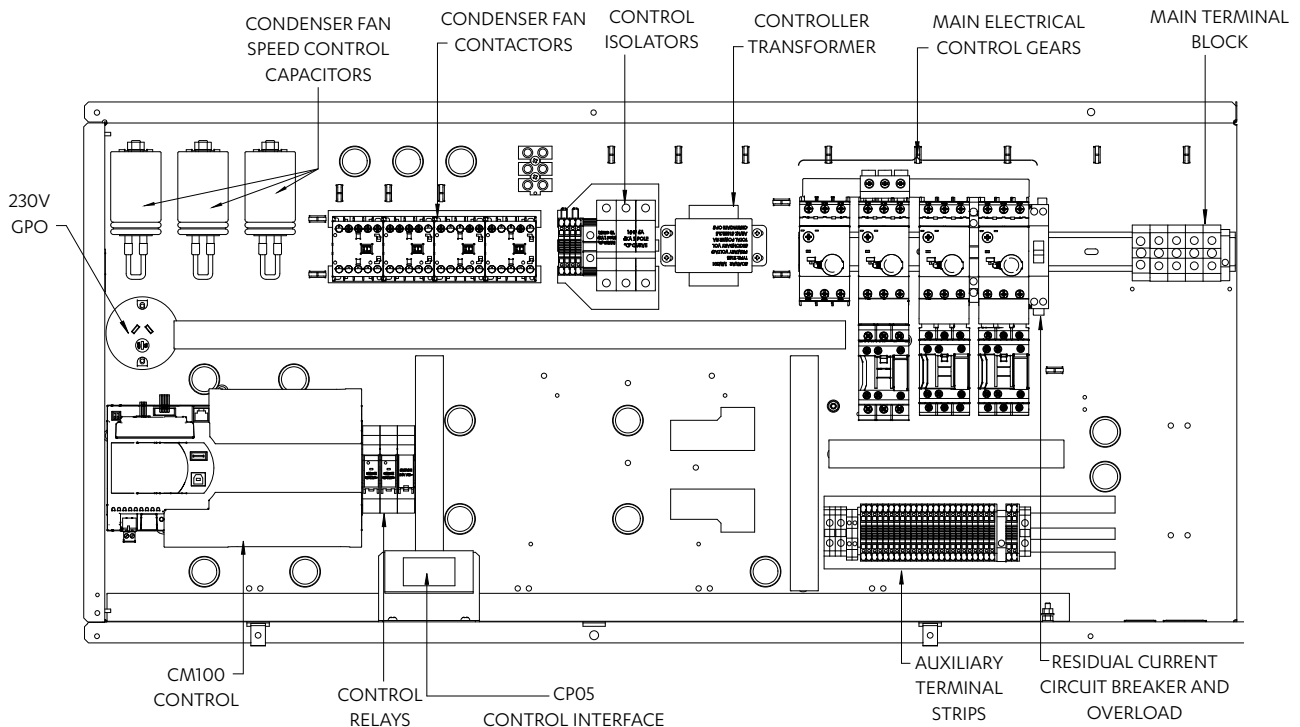 CONDENSER FAN
SPEED CONTROL
CAPACITORS
CONDENSER FAN
CONTACTORS
CONTROL
ISOLATORS
CONTROLLER
TRANSFORMER
MAIN ELECTRICAL
CONTROL GEARS
MAIN TERMINAL
BLOCK
230V
GPO
CM100
CONTROL
CONTROL
RELAYS
CP05
CONTROL INTERFACE
AUXILIARY
TERMINAL
STRIPS
RESIDUAL CURRENT
CIRCUIT BREAKER AND
OVERLOAD